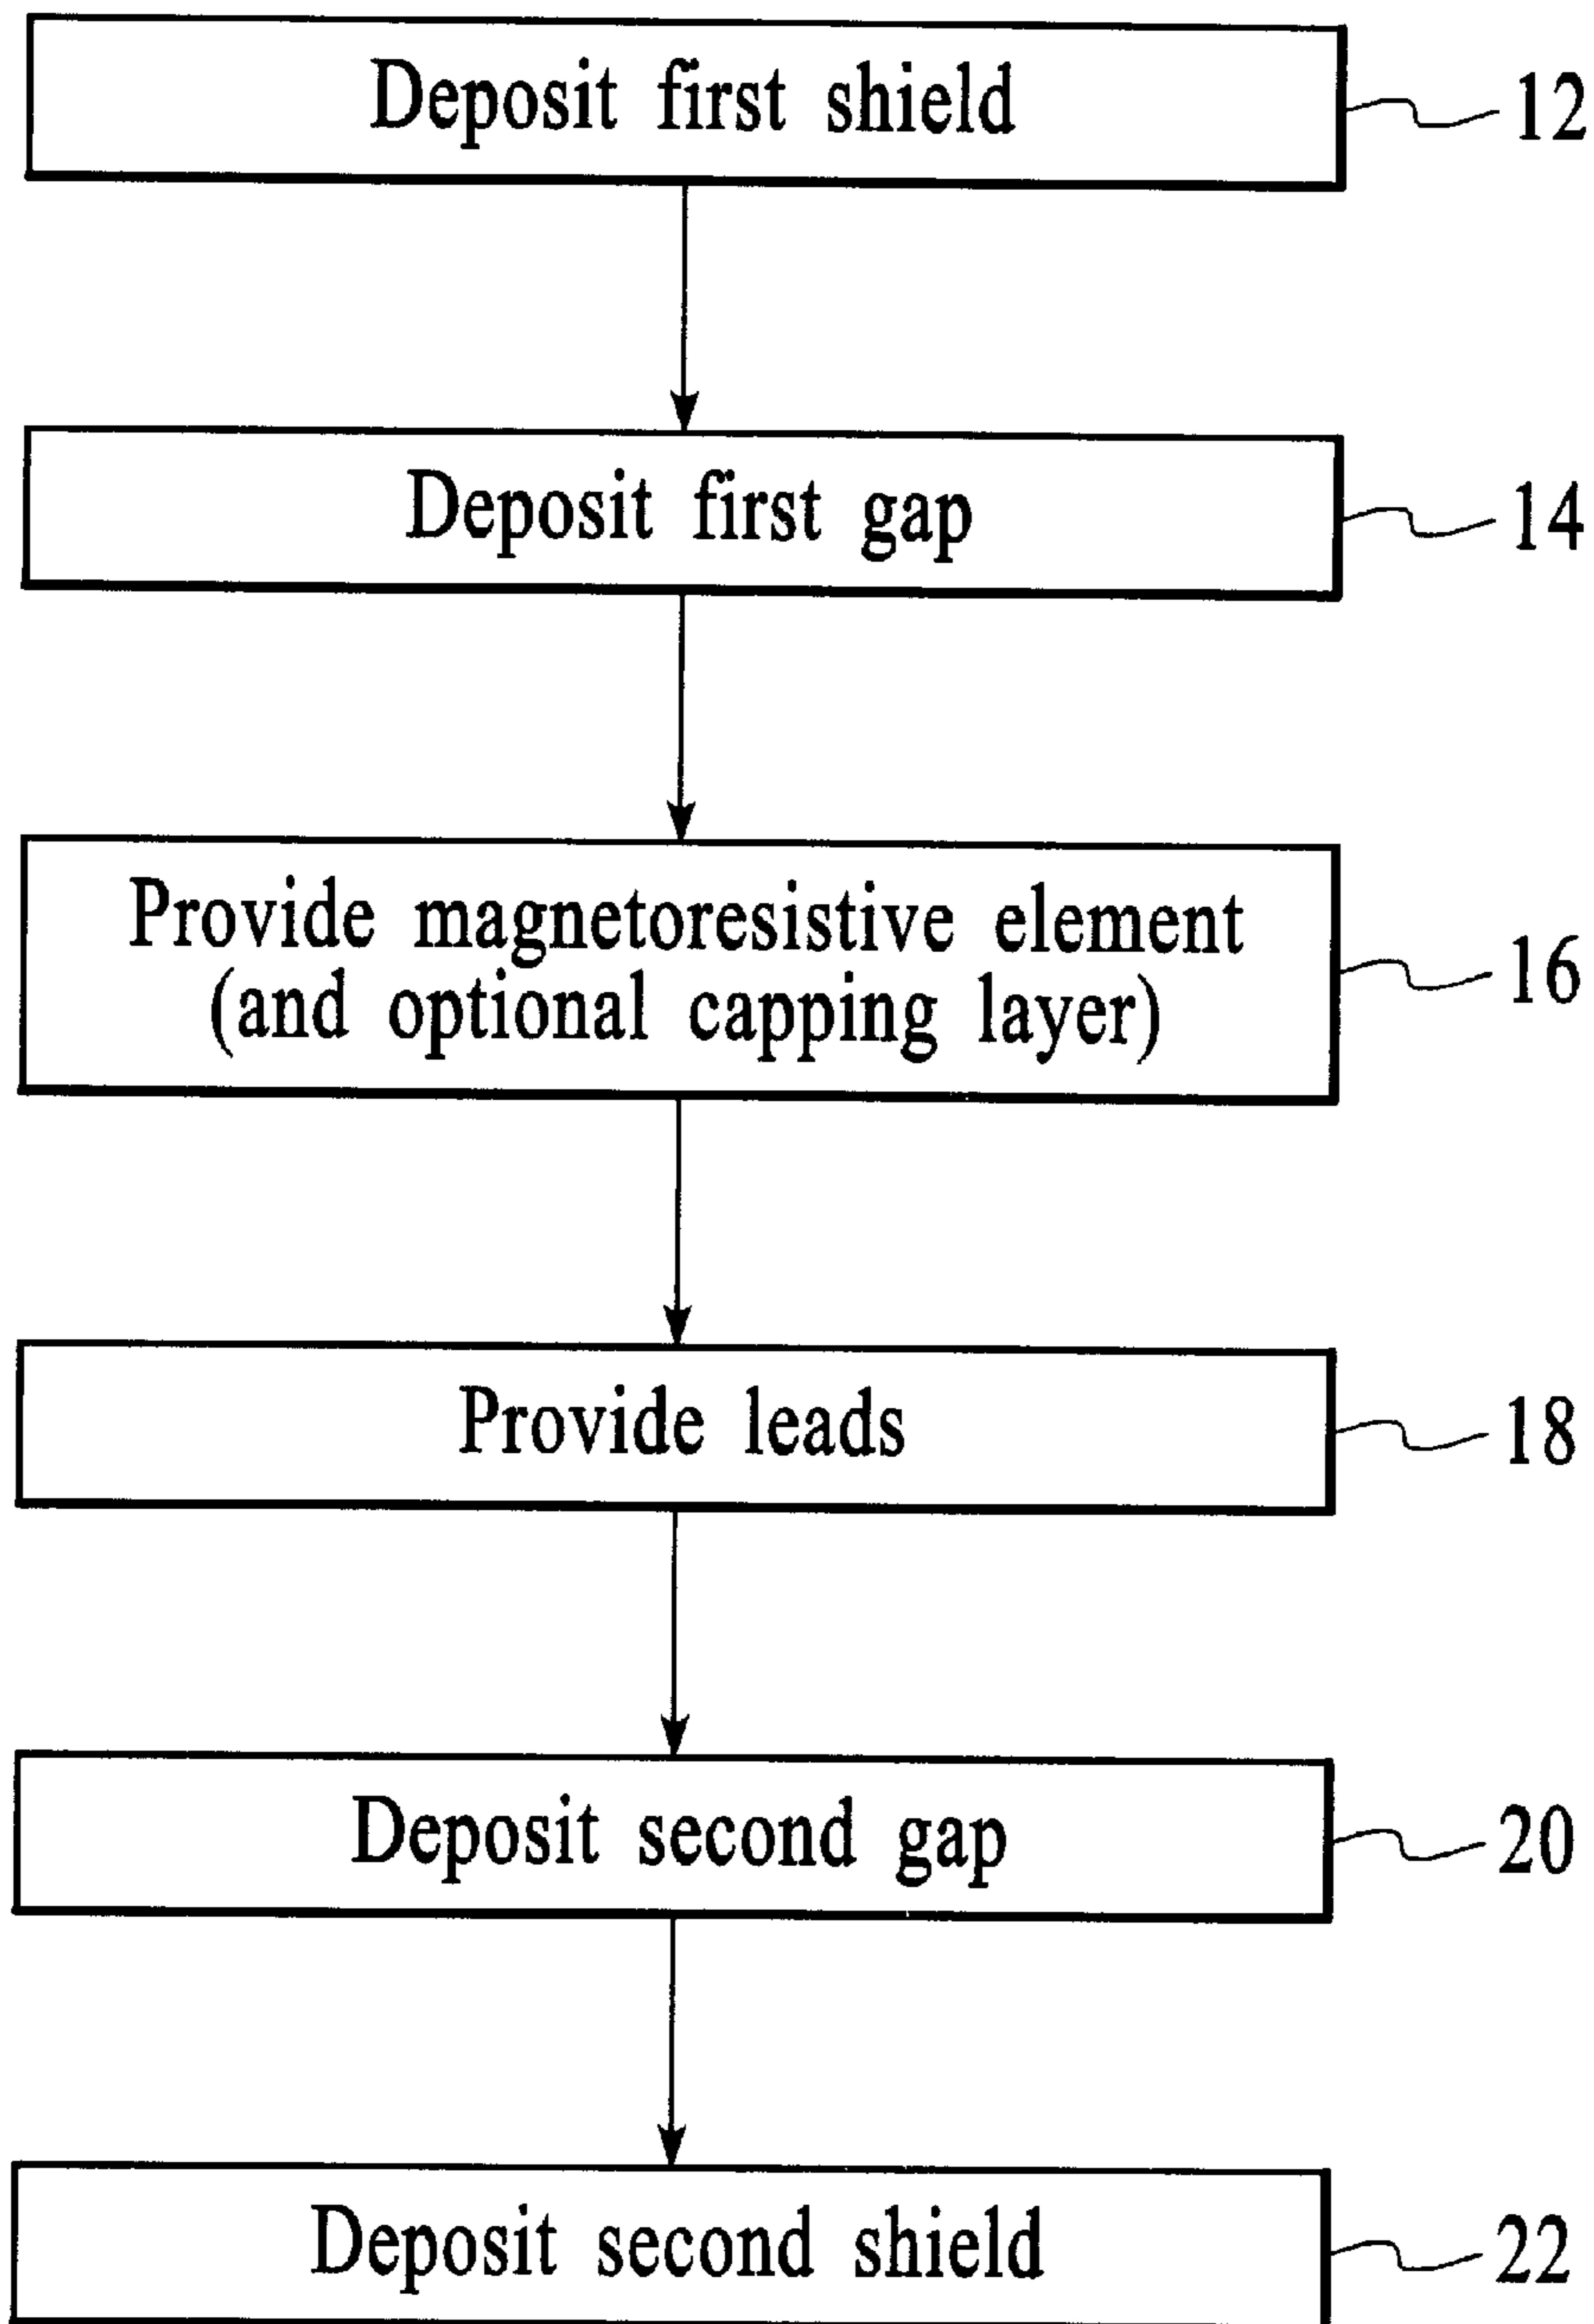 Deposit first shield
12
Deposit first gap
14
Provide magnetoresistive element
(and optional capping layer)
16
Provide leads
18
Deposit second gap
20
Deposit second shield
22